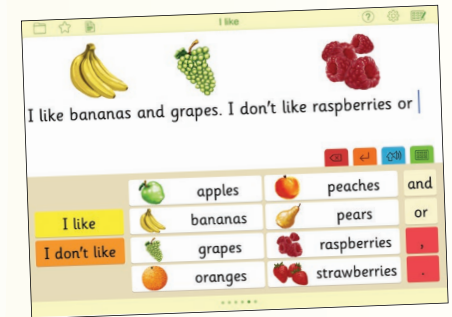 I like
I like bananas and grapes. I don't like raspberries or
apples
peaches
and
I like
bananas
pears
or
I don't like
grapes
raspberries
,
oranges
strawberries
.